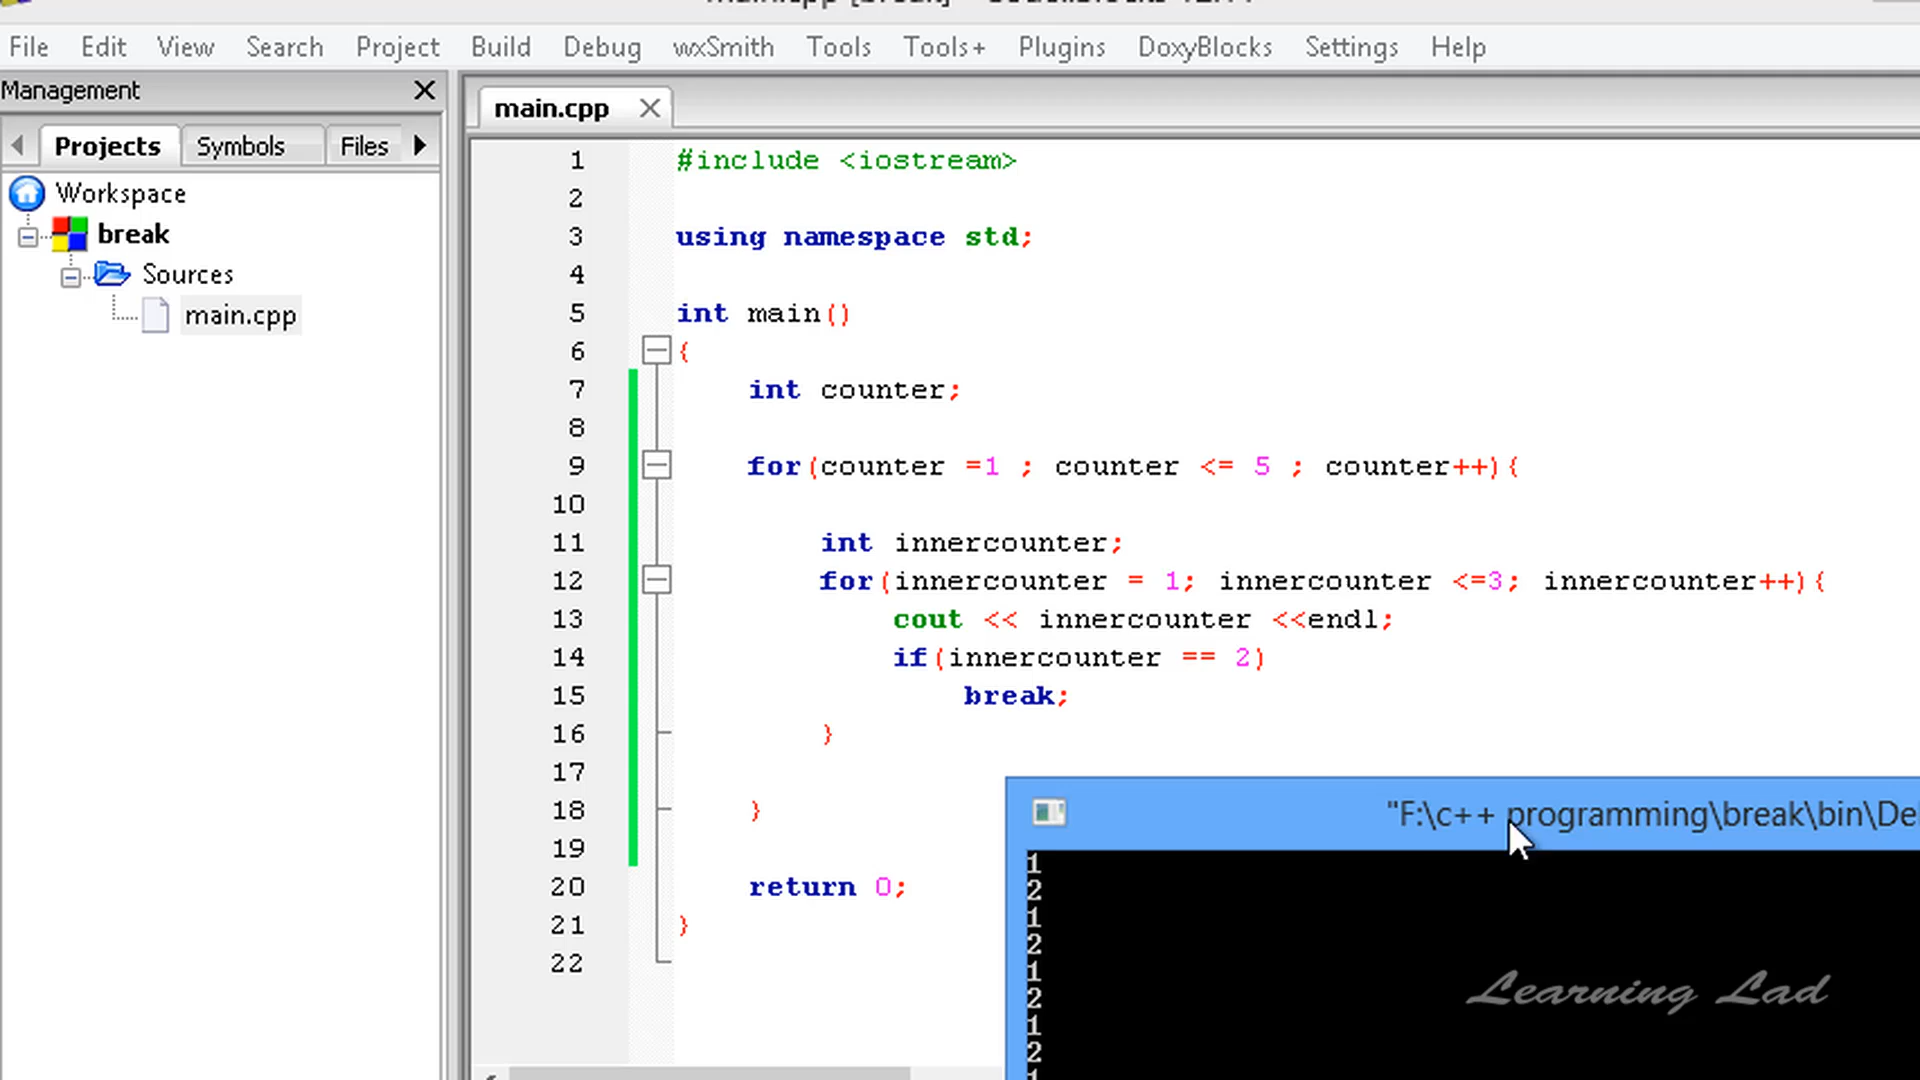 File Edit View Search Project Build Debug wxSmith Tools Tools+ Plugins DoxyBlocks Settings Help
Management
main.cpp
Projects Symbols Files
Workspace
break
Sources
main.cpp
1 #include <iostream>
2
3 using namespace std;
4
5 int main()
6 {
7 int counter;
8
9 for(counter =1 ; counter <= 5 ; counter++){
10
11 int innercounter;
12 for(innercounter = 1; innercounter <=3; innercounter++){
13 cout << innercounter <<endl;
14 if(innercounter == 2)
15 break;
16 }
17
18 }
19
20 return 0;
21 }
22
"F:\c++ programming\break\bin\De
1
2
1
2
1
2
1
2
Learning Lad